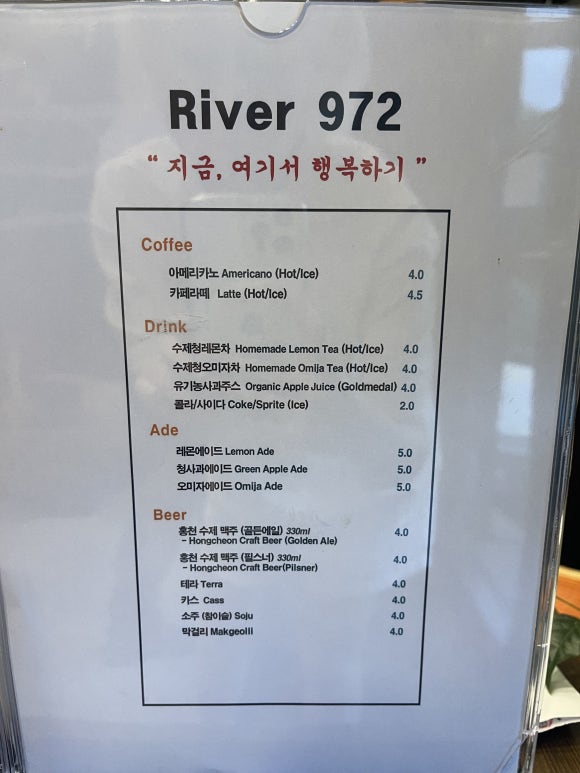 River 972
“ 지금, 여기서 행복하기 ”
Coffee
아메리카노 Americano (Hot/Ice) 4.0
카페라떼 Latte (Hot/Ice) 4.5
Drink
수제청레몬차 Homemade Lemon Tea (Hot/Ice) 4.0
수제청오미자차 Homemade Omija Tea (Hot/Ice) 4.0
유기농사과주스 Organic Apple Juice (Goldmedal) 4.0
콜라/사이다 Coke/Sprite (Ice) 2.0
Ade
레몬에이드 Lemon Ade 5.0
청사과에이드 Green Apple Ade 5.0
오미자에이드 Omija Ade 5.0
Beer
홍천 수제 맥주 (골든에일) 330ml 4.0
- Hongcheon Craft Beer (Golden Ale)
홍천 수제 맥주 (필스너) 330ml 4.0
- Hongcheon Craft Beer(Pilsner)
테라 Terra 4.0
카스 Cass 4.0
소주 (참이슬) Soju 4.0
막걸리 Makgeolli 4.0